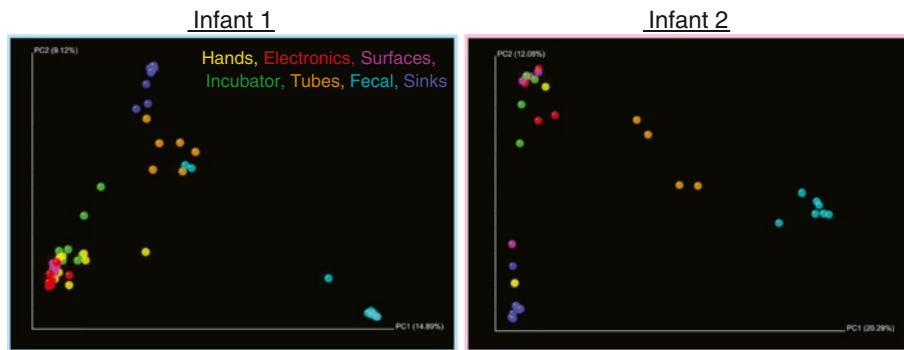 Infant 1
Infant 2
PC2 (9.12%)
Hands, Electronics, Surfaces,
Incubator, Tubes, Fecal, Sinks
PC1 (14.89%)
PC2 (12.08%)
PC1 (20.29%)